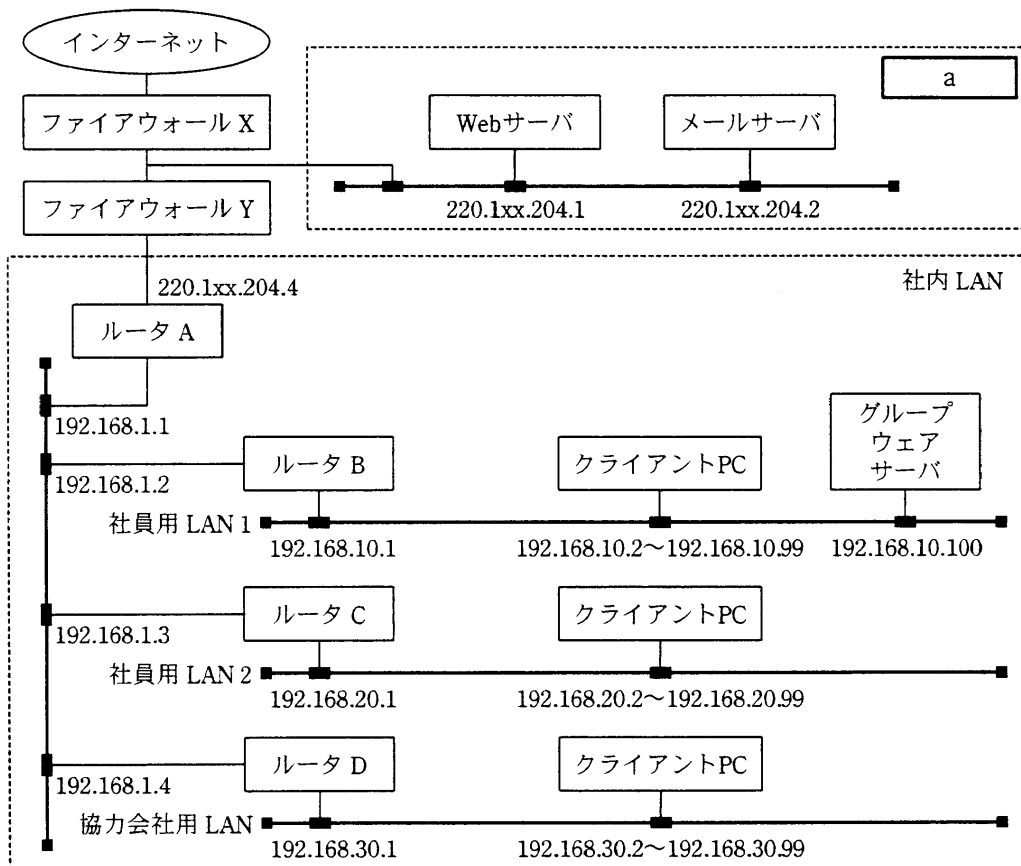 インターネット
ファイアウォール X
ファイアウォール Y
a
Webサーバ
メールサーバ
220.1xx.204.1
220.1xx.204.2
220.1xx.204.4
社内 LAN
ルータ A
192.168.1.1
192.168.1.2
ルータ B
クライアントPC
グループ
ウェア
サーバ
社員用 LAN 1
192.168.10.1
192.168.10.2～192.168.10.99
192.168.10.100
192.168.1.3
ルータ C
クライアントPC
社員用 LAN 2
192.168.20.1
192.168.20.2～192.168.20.99
192.168.1.4
ルータ D
クライアントPC
協力会社用 LAN
192.168.30.1
192.168.30.2～192.168.30.99